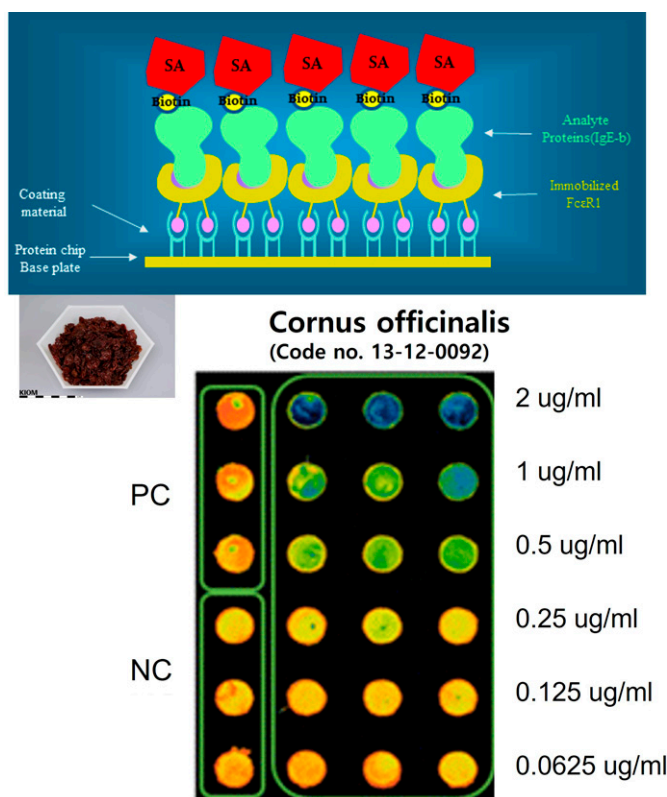 SA SA SA SA SA
Biotin Biotin Biotin Biotin Biotin
Analyte
Proteins(IgE-b)
Immobilized
FcεR1
Coating
material
Protein chip
Base plate
KIOM
Cornus officinalis
(Code no. 13-12-0092)
2 ug/ml
1 ug/ml
PC
0.5 ug/ml
0.25 ug/ml
NC
0.125 ug/ml
0.0625 ug/ml